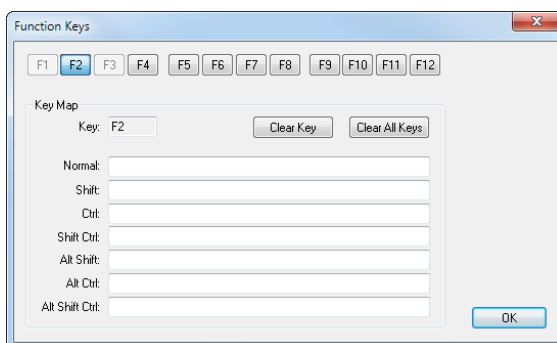 Function Keys
F1 F2 F3 F4 F5 F6 F7 F8 F9 F10 F11 F12
Key Map
Key: F2 Clear Key Clear All Keys
Normal:
Shift:
Ctrl:
Shift Ctrl:
Alt Shift:
Alt Ctrl:
Alt Shift Ctrl:
OK